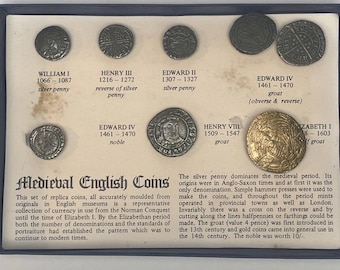 WILLIAM I
1066 – 1087
silver penny
HENRY III
1216 – 1272
reverse of silver
penny
EDWARD II
1307 – 1327
silver penny
EDWARD IV
1461 – 1470
groat
(obverse & reverse)
EDWARD IV
1461 – 1470
noble
HENRY VIII
1509 – 1547
groat
ELIZABETH I
– 1603
Medieval English Coins
This set of replica coins, all accurately moulded from
originals in English museums is a representative
collection of currency in use from the Norman Conquest
until the time of Elizabeth I. By the Elizabethan period
both the number of denominations and the standards
of portraiture had established the pattern which was to
continue to modern times.
The silver penny dominates the medieval period. Its
origins were in Anglo-Saxon times and at first it was the
only denomination. Simple hammer presses were used to
make the coins, and throughout the period mints
operated in provincial towns as well as London.
Invariably there was a cross on the reverse and by
cutting along the lines halfpennies or farthings could be
made. The groat (value 4 pence) was first introduced
in the 13th century and gold coins came into general use
in the 14th century. The noble was worth 10/-.